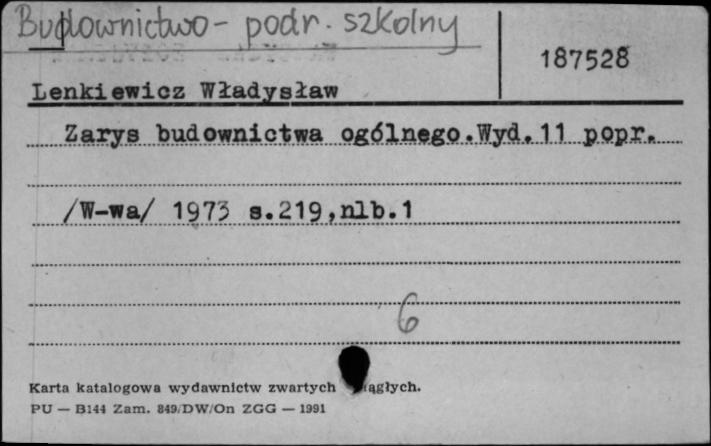 Budownictwo - podr. szkolny
187528
Lenkiewicz Władysław
Zarys budownictwa ogólnego.Wyd.11 popr.
/W-wa/ 1973 s.219,nlb.1
6
Karta katalogowa wydawnictw zwartych iągłych.
PU — B144 Zam. 849/DW/On ZGG — 1991